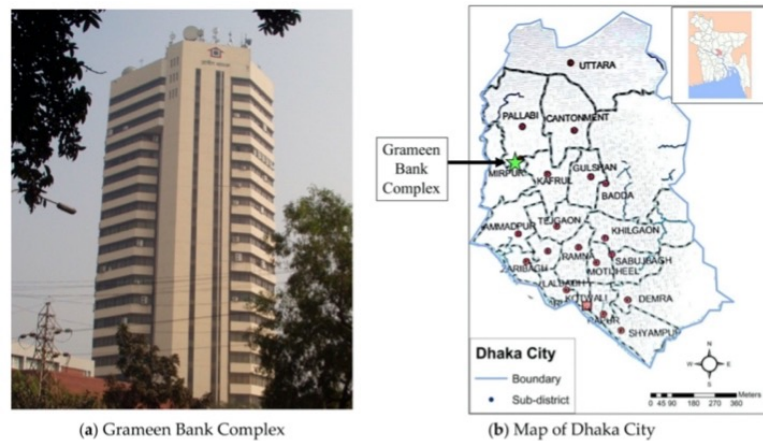 গ্রামীণ ব্যাংক
(a) Grameen Bank Complex
Grameen
Bank
Complex
UTTARA
PALLABI
CANTONMENT
MIRPUR
KAFRUL
GULSHAN
BADDA
TEJGAON
AMMADPUR
KHILGAON
RAMNA
SABUJBAGH
MOTIJHEEL
ARIBAGH
LALBAGH
KOTWALI
DEMRA
SHYAMPUR
Dhaka City
Boundary
Sub-district
N
W
E
S
Meters
0 45 90 180 270 360
(b) Map of Dhaka City